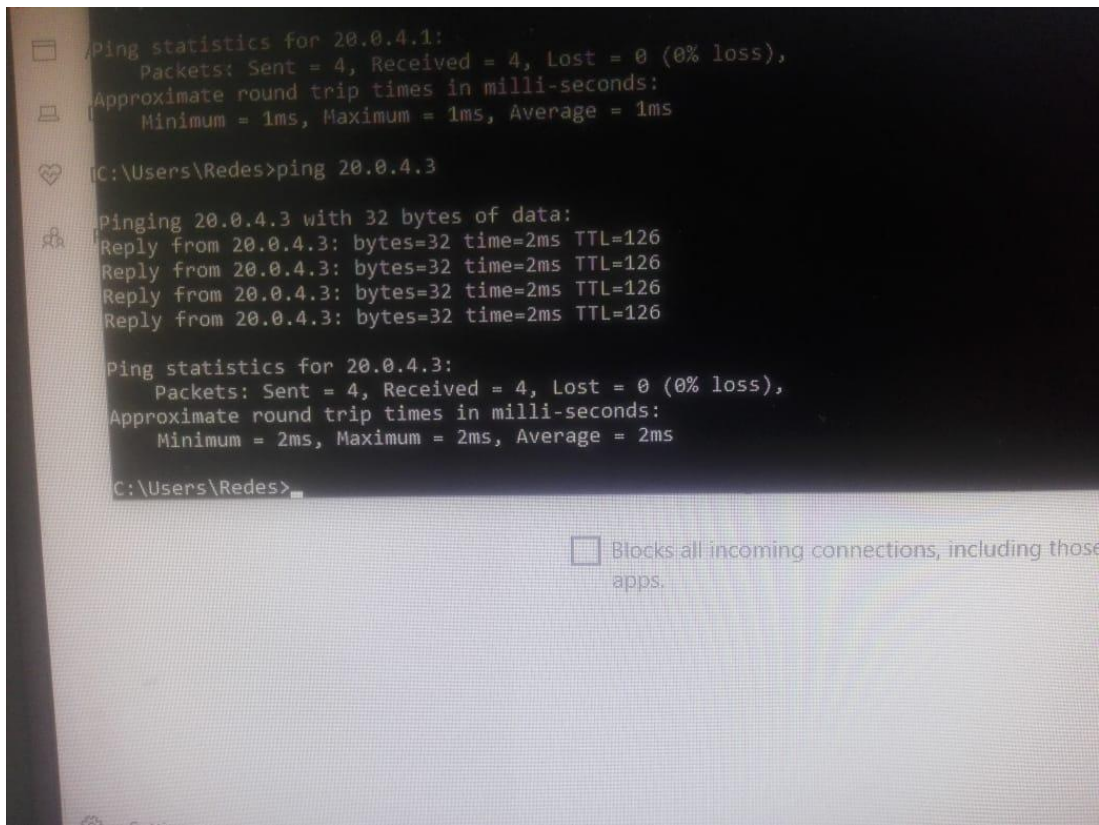 Ping statistics for 20.0.4.1:
Packets: Sent = 4, Received = 4, Lost = 0 (0% loss),
Approximate round trip times in milli-seconds:
Minimum = 1ms, Maximum = 1ms, Average = 1ms
C:\Users\Redes>ping 20.0.4.3
Pinging 20.0.4.3 with 32 bytes of data:
Reply from 20.0.4.3: bytes=32 time=2ms TTL=126
Reply from 20.0.4.3: bytes=32 time=2ms TTL=126
Reply from 20.0.4.3: bytes=32 time=2ms TTL=126
Reply from 20.0.4.3: bytes=32 time=2ms TTL=126
Ping statistics for 20.0.4.3:
Packets: Sent = 4, Received = 4, Lost = 0 (0% loss),
Approximate round trip times in milli-seconds:
Minimum = 2ms, Maximum = 2ms, Average = 2ms
C:\Users\Redes>
Blocks all incoming connections, including those
apps.